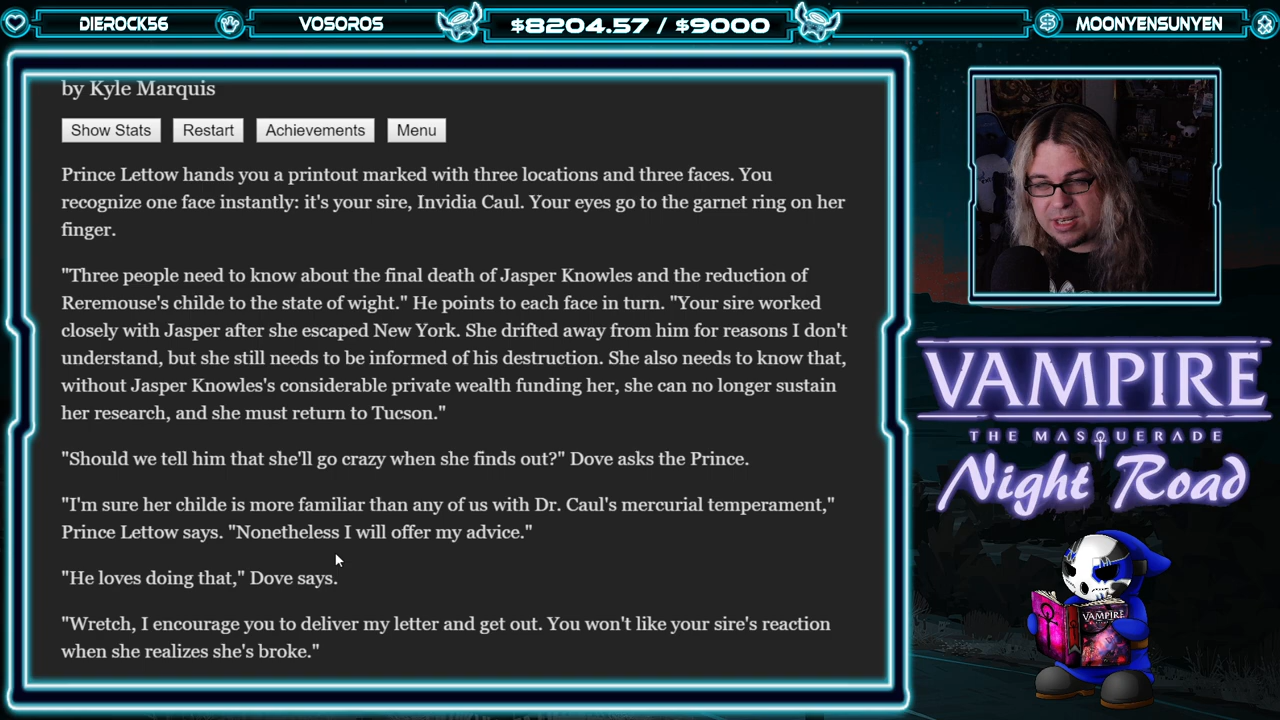 DIEROCK56
VOSOROS
$8204.57 / $9000
MOONYENSUNYEN
by Kyle Marquis
Show Stats
Restart
Achievements
Menu
Prince Lettow hands you a printout marked with three locations and three faces. You
recognize one face instantly: it's your sire, Invidia Caul. Your eyes go to the garnet ring on her
finger.
"Three people need to know about the final death of Jasper Knowles and the reduction of
Reremouse's childe to the state of wight." He points to each face in turn. "Your sire worked
closely with Jasper after she escaped New York. She drifted away from him for reasons I don't
understand, but she still needs to be informed of his destruction. She also needs to know that,
without Jasper Knowles's considerable private wealth funding her, she can no longer sustain
her research, and she must return to Tucson."
"Should we tell him that she'll go crazy when she finds out?" Dove asks the Prince.
"I'm sure her childe is more familiar than any of us with Dr. Caul's mercurial temperament,"
Prince Lettow says. "Nonetheless I will offer my advice."
"He loves doing that," Dove says.
"Wretch, I encourage you to deliver my letter and get out. You won't like your sire's reaction
when she realizes she's broke."
VAMPIRE
THE MASQUERADE
Night Road
VAMPIRE